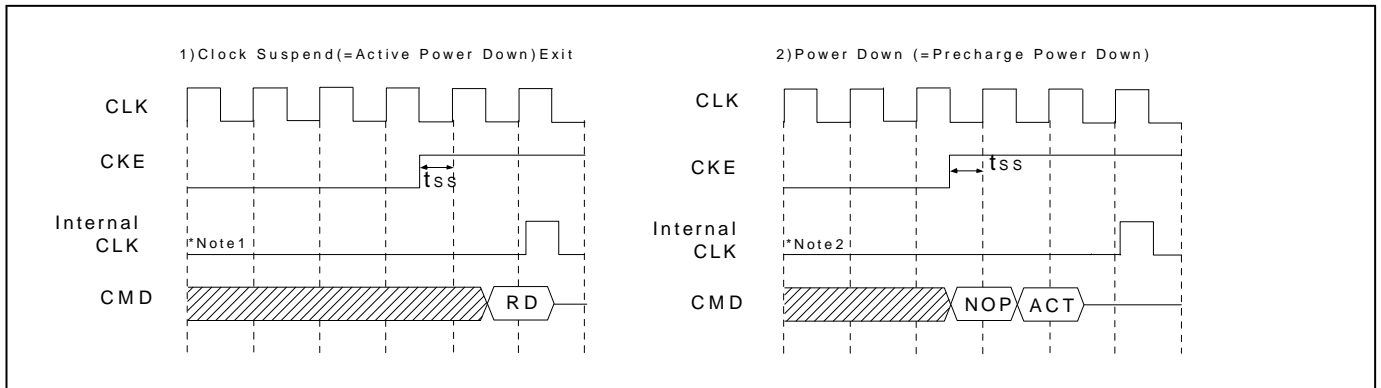 1)Clock Suspend(=Active Power Down)Exit
CLK
CKE
tss
Internal
CLK
*Note1
CMD
RD
2)Power Down (=Precharge Power Down)
CLK
CKE
tss
Internal
CLK
*Note2
CMD
NOP
ACT